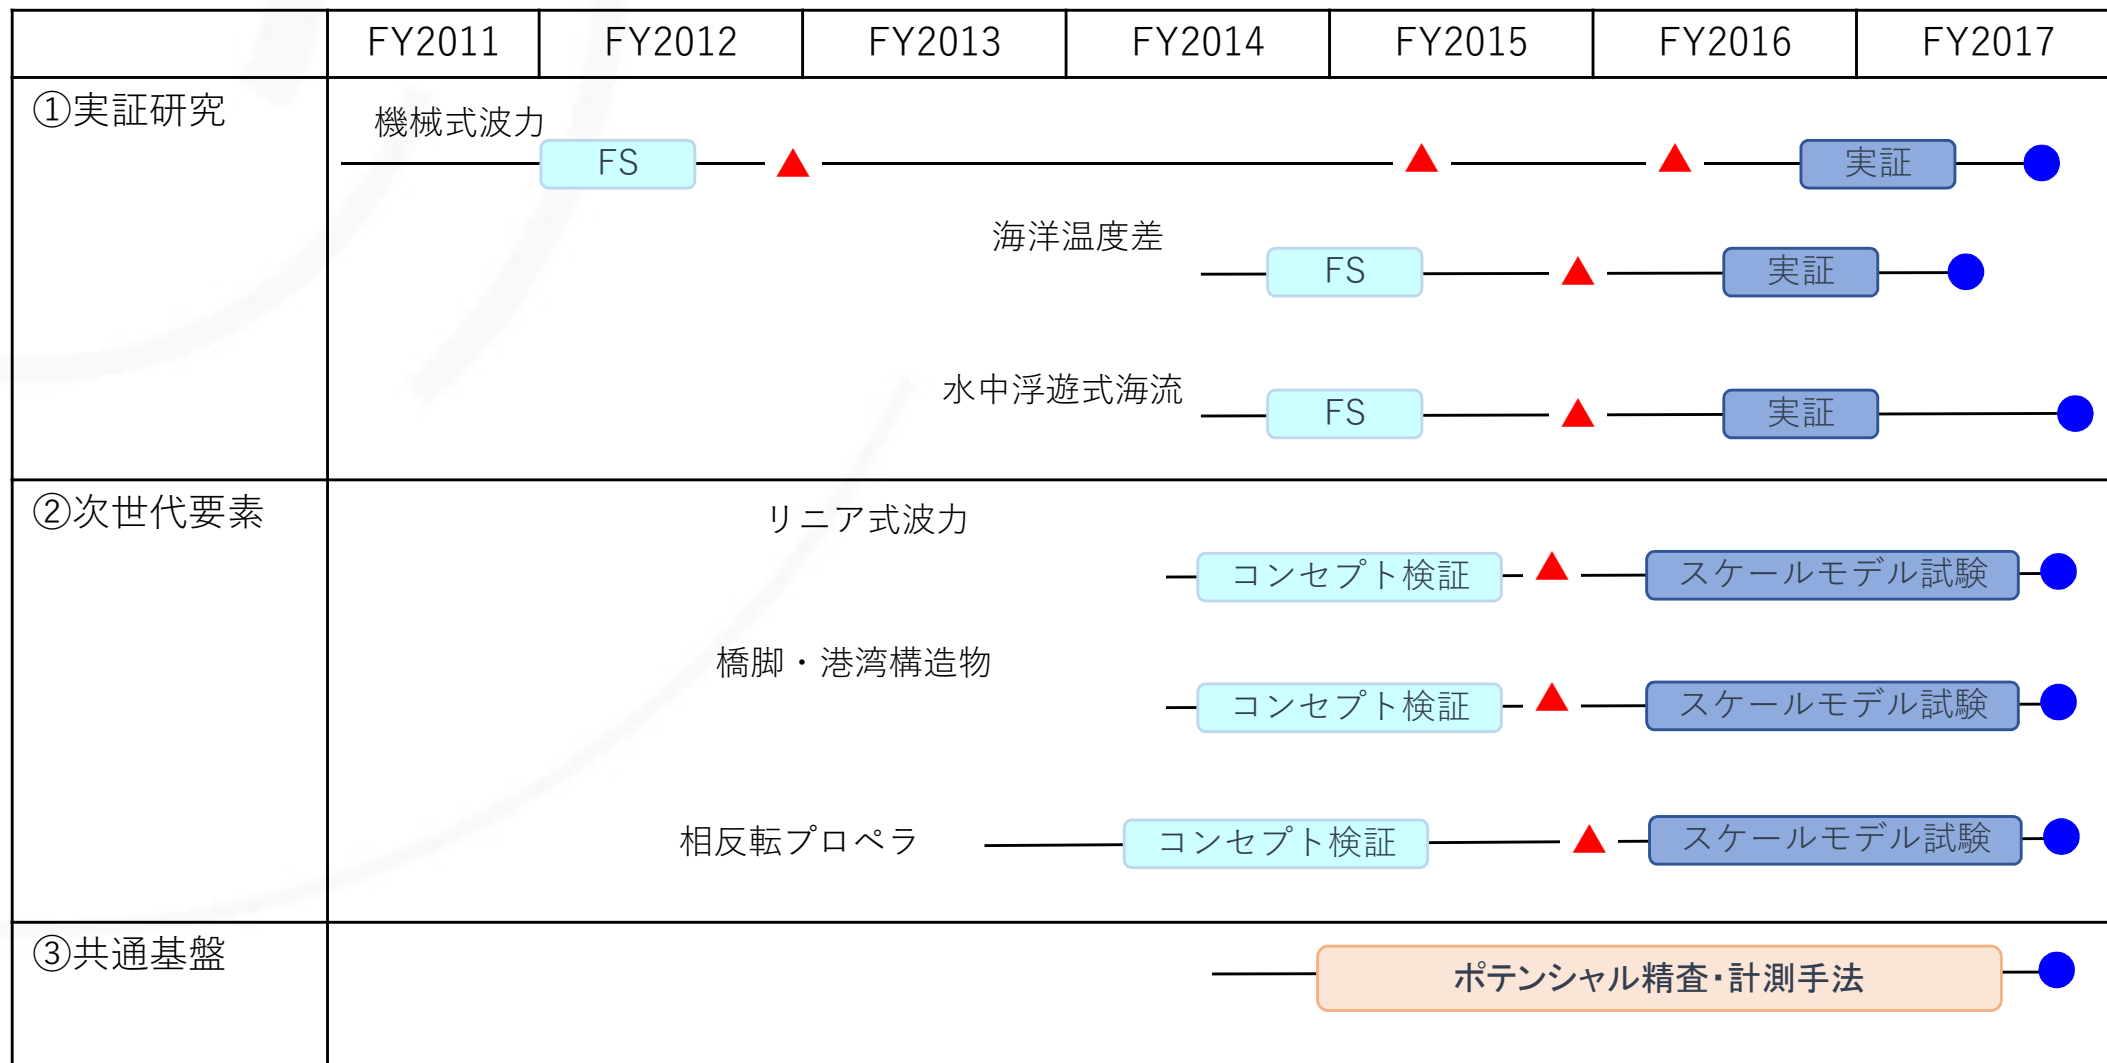 FY2011 FY2012 FY2013 FY2014 FY2015 FY2016 FY2017
①実証研究
機械式波力
FS 実証
海洋温度差
FS 実証
水中浮遊式海流
FS 実証
②次世代要素
リニア式波力
コンセプト検証 スケールモデル試験
橋脚・港湾構造物
コンセプト検証 スケールモデル試験
相反転プロペラ
コンセプト検証 スケールモデル試験
③共通基盤
ポテンシャル精査・計測手法